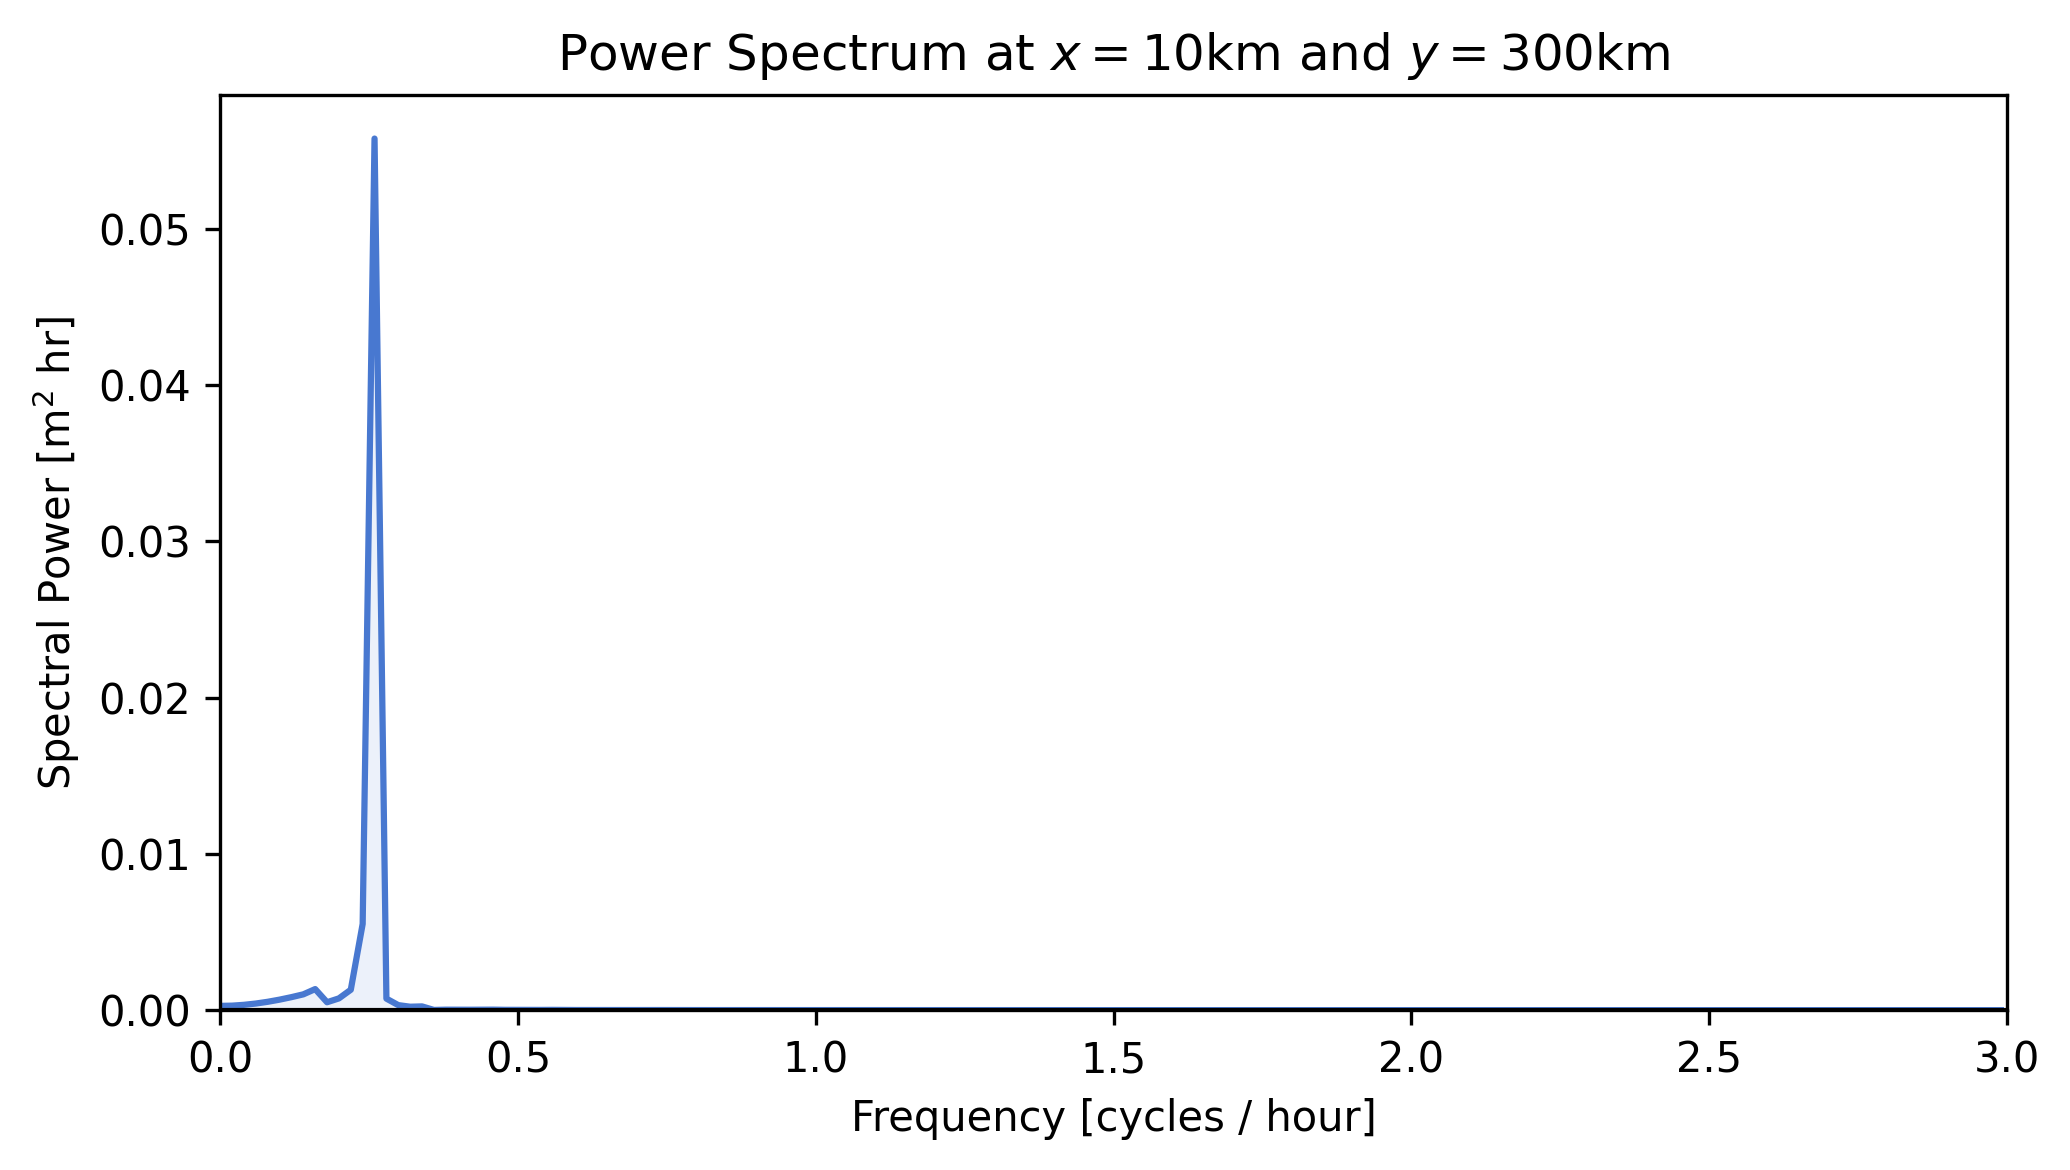 Power Spectrum at x = 10km and y = 300km
Spectral Power [m² hr]
0.05
0.04
0.03
0.02
0.01
0.00
0.0 0.5 1.0 1.5 2.0 2.5 3.0
Frequency [cycles / hour]